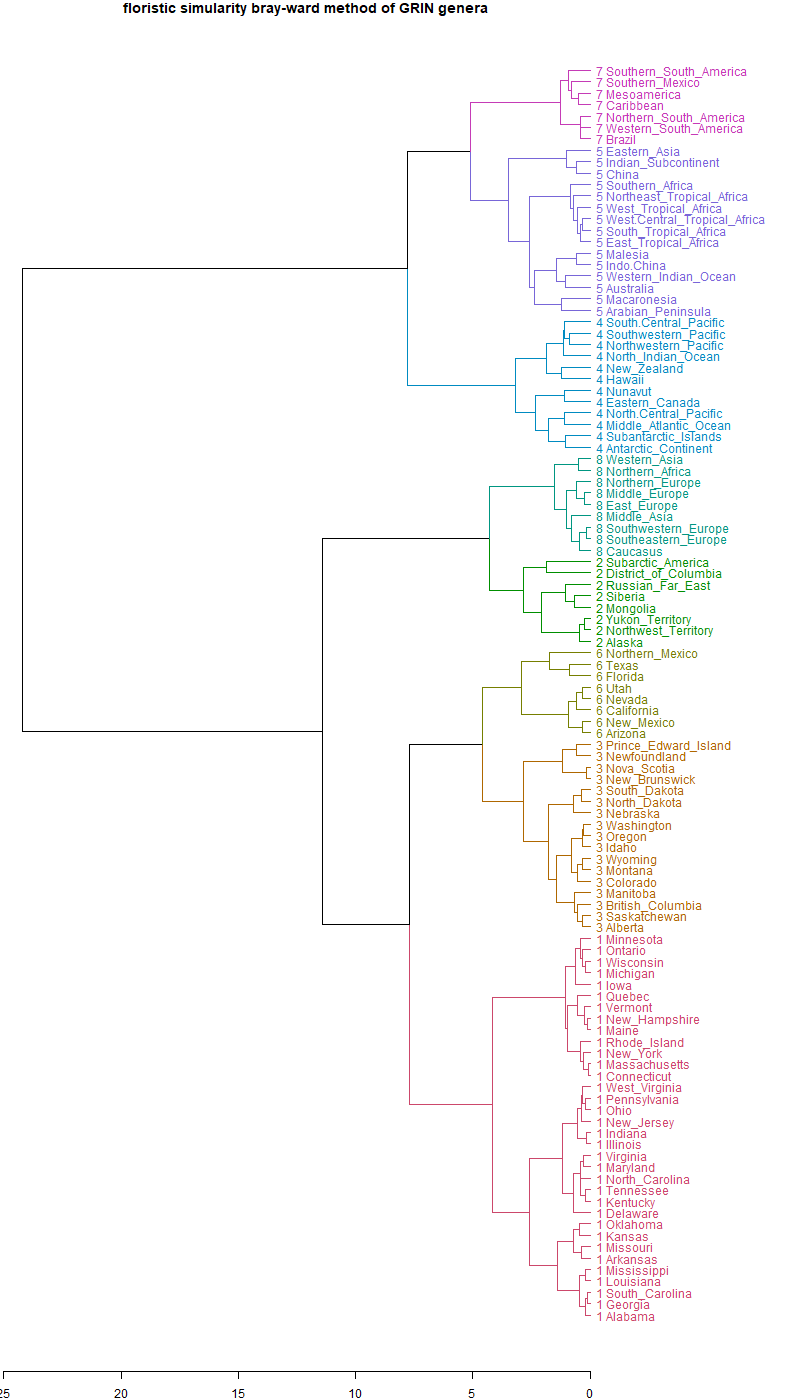 floristic simularity bray-ward method of GRIN genera
7 Southern_South_America
7 Southern_Mexico
7 Mesoamerica
7 Caribbean
7 Northern_South_America
7 Western_South_America
7 Brazil
5 Eastern_Asia
5 Indian_Subcontinent
5 China
5 Southern_Africa
5 Northeast_Tropical_Africa
5 West_Tropical_Africa
5 West.Central_Tropical_Africa
5 South_Tropical_Africa
5 East_Tropical_Africa
5 Malesia
5 Indo.China
5 Western_Indian_Ocean
5 Australia
5 Macaronesia
5 Arabian_Peninsula
4 South.Central_Pacific
4 Southwestern_Pacific
4 Northwestern_Pacific
4 North_Indian_Ocean
4 New_Zealand
4 Hawaii
4 Nunavut
4 Eastern_Canada
4 North.Central_Pacific
4 Middle_Atlantic_Ocean
4 Subantarctic_Islands
4 Antarctic_Continent
8 Western_Asia
8 Northern_Africa
8 Northern_Europe
8 Middle_Europe
8 East_Europe
8 Middle_Asia
8 Southwestern_Europe
8 Southeastern_Europe
8 Caucasus
2 Subarctic_America
2 District_of_Columbia
2 Russian_Far_East
2 Siberia
2 Mongolia
2 Yukon_Territory
2 Northwest_Territory
2 Alaska
6 Northern_Mexico
6 Texas
6 Florida
6 Utah
6 Nevada
6 California
6 New_Mexico
6 Arizona
3 Prince_Edward_Island
3 Newfoundland
3 Nova_Scotia
3 New_Brunswick
3 South_Dakota
3 North_Dakota
3 Nebraska
3 Washington
3 Oregon
3 Idaho
3 Wyoming
3 Montana
3 Colorado
3 Manitoba
3 British_Columbia
3 Saskatchewan
3 Alberta
1 Minnesota
1 Ontario
1 Wisconsin
1 Michigan
1 Iowa
1 Quebec
1 Vermont
1 New_Hampshire
1 Maine
1 Rhode_Island
1 New_York
1 Massachusetts
1 Connecticut
1 West_Virginia
1 Pennsylvania
1 Ohio
1 New_Jersey
1 Indiana
1 Illinois
1 Virginia
1 Maryland
1 North_Carolina
1 Tennessee
1 Kentucky
1 Delaware
1 Oklahoma
1 Kansas
1 Missouri
1 Arkansas
1 Mississippi
1 Louisiana
1 South_Carolina
1 Georgia
1 Alabama
25 20 15 10 5 0